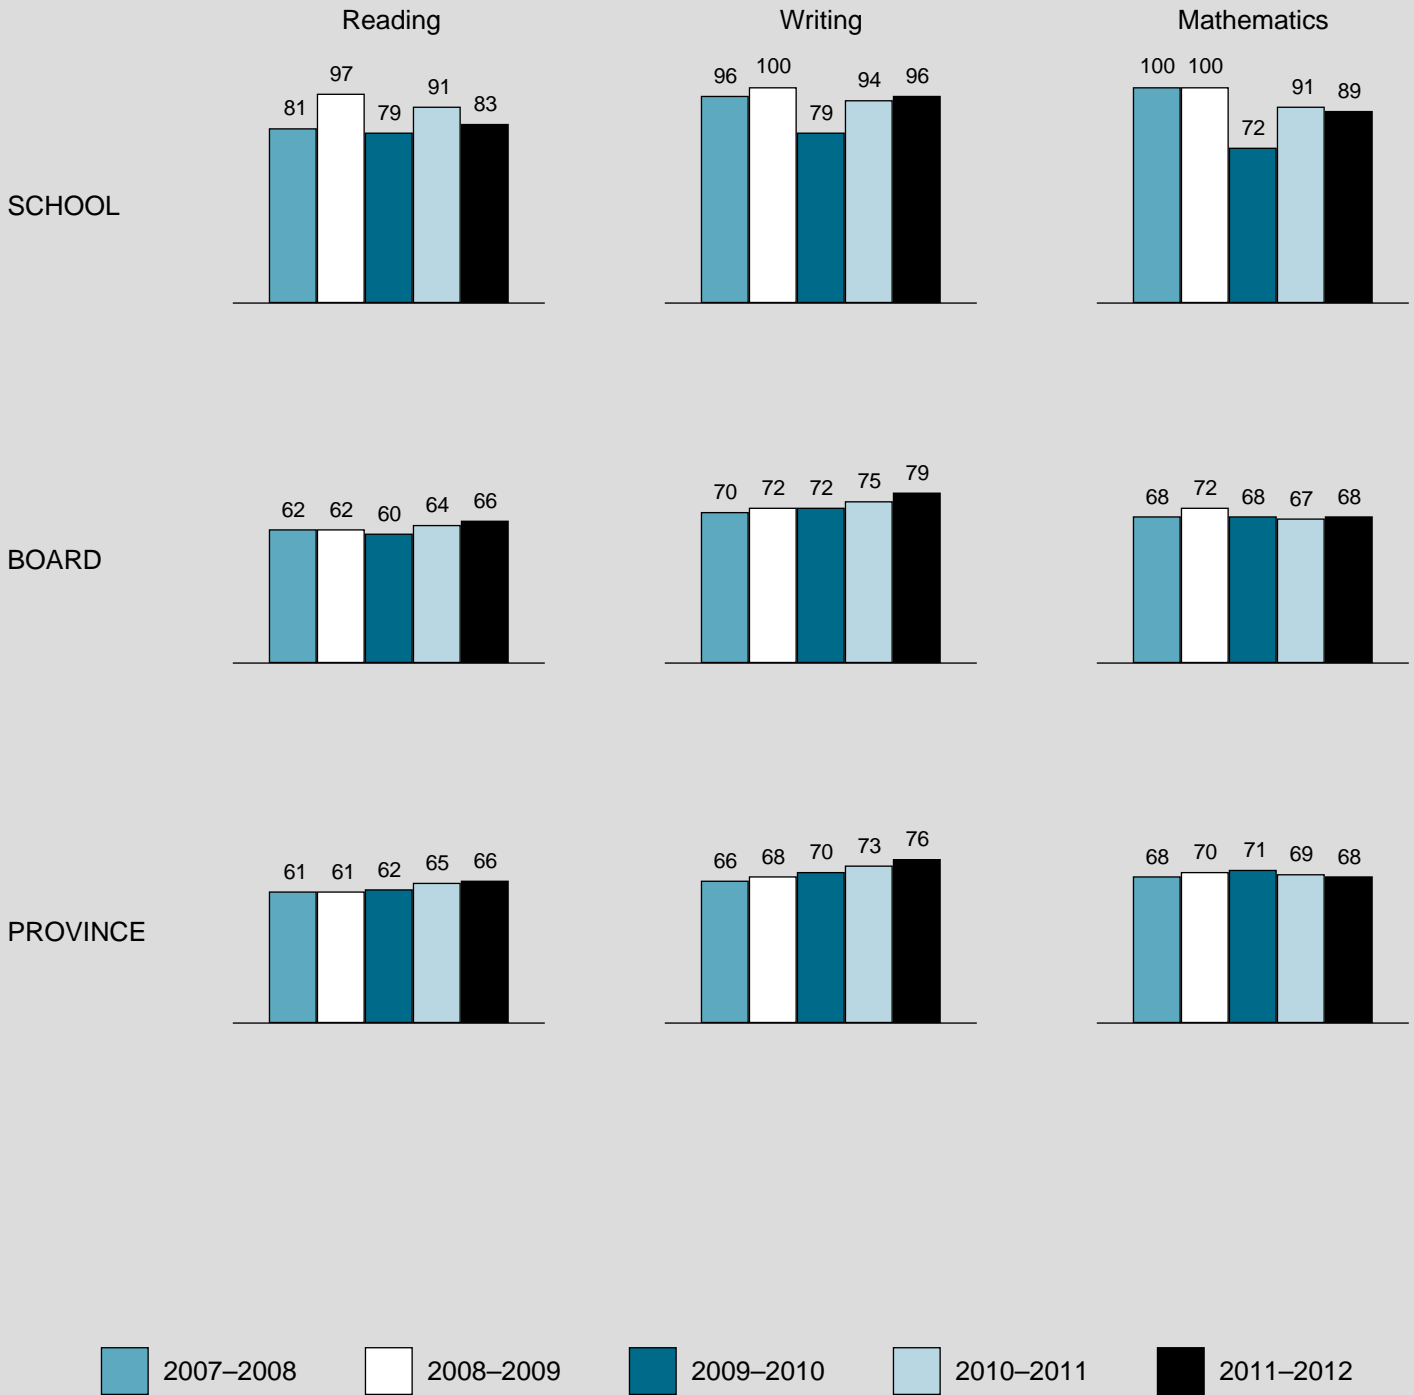 Reading Writing Mathematics
SCHOOL
81 97 79 91 83
96 100 79 94 96
100 100 72 91 89
BOARD
62 62 60 64 66
70 72 72 75 79
68 72 68 67 68
PROVINCE
61 61 62 65 66
66 68 70 73 76
68 70 71 69 68
2007–2008 2008–2009 2009–2010 2010–2011 2011–2012